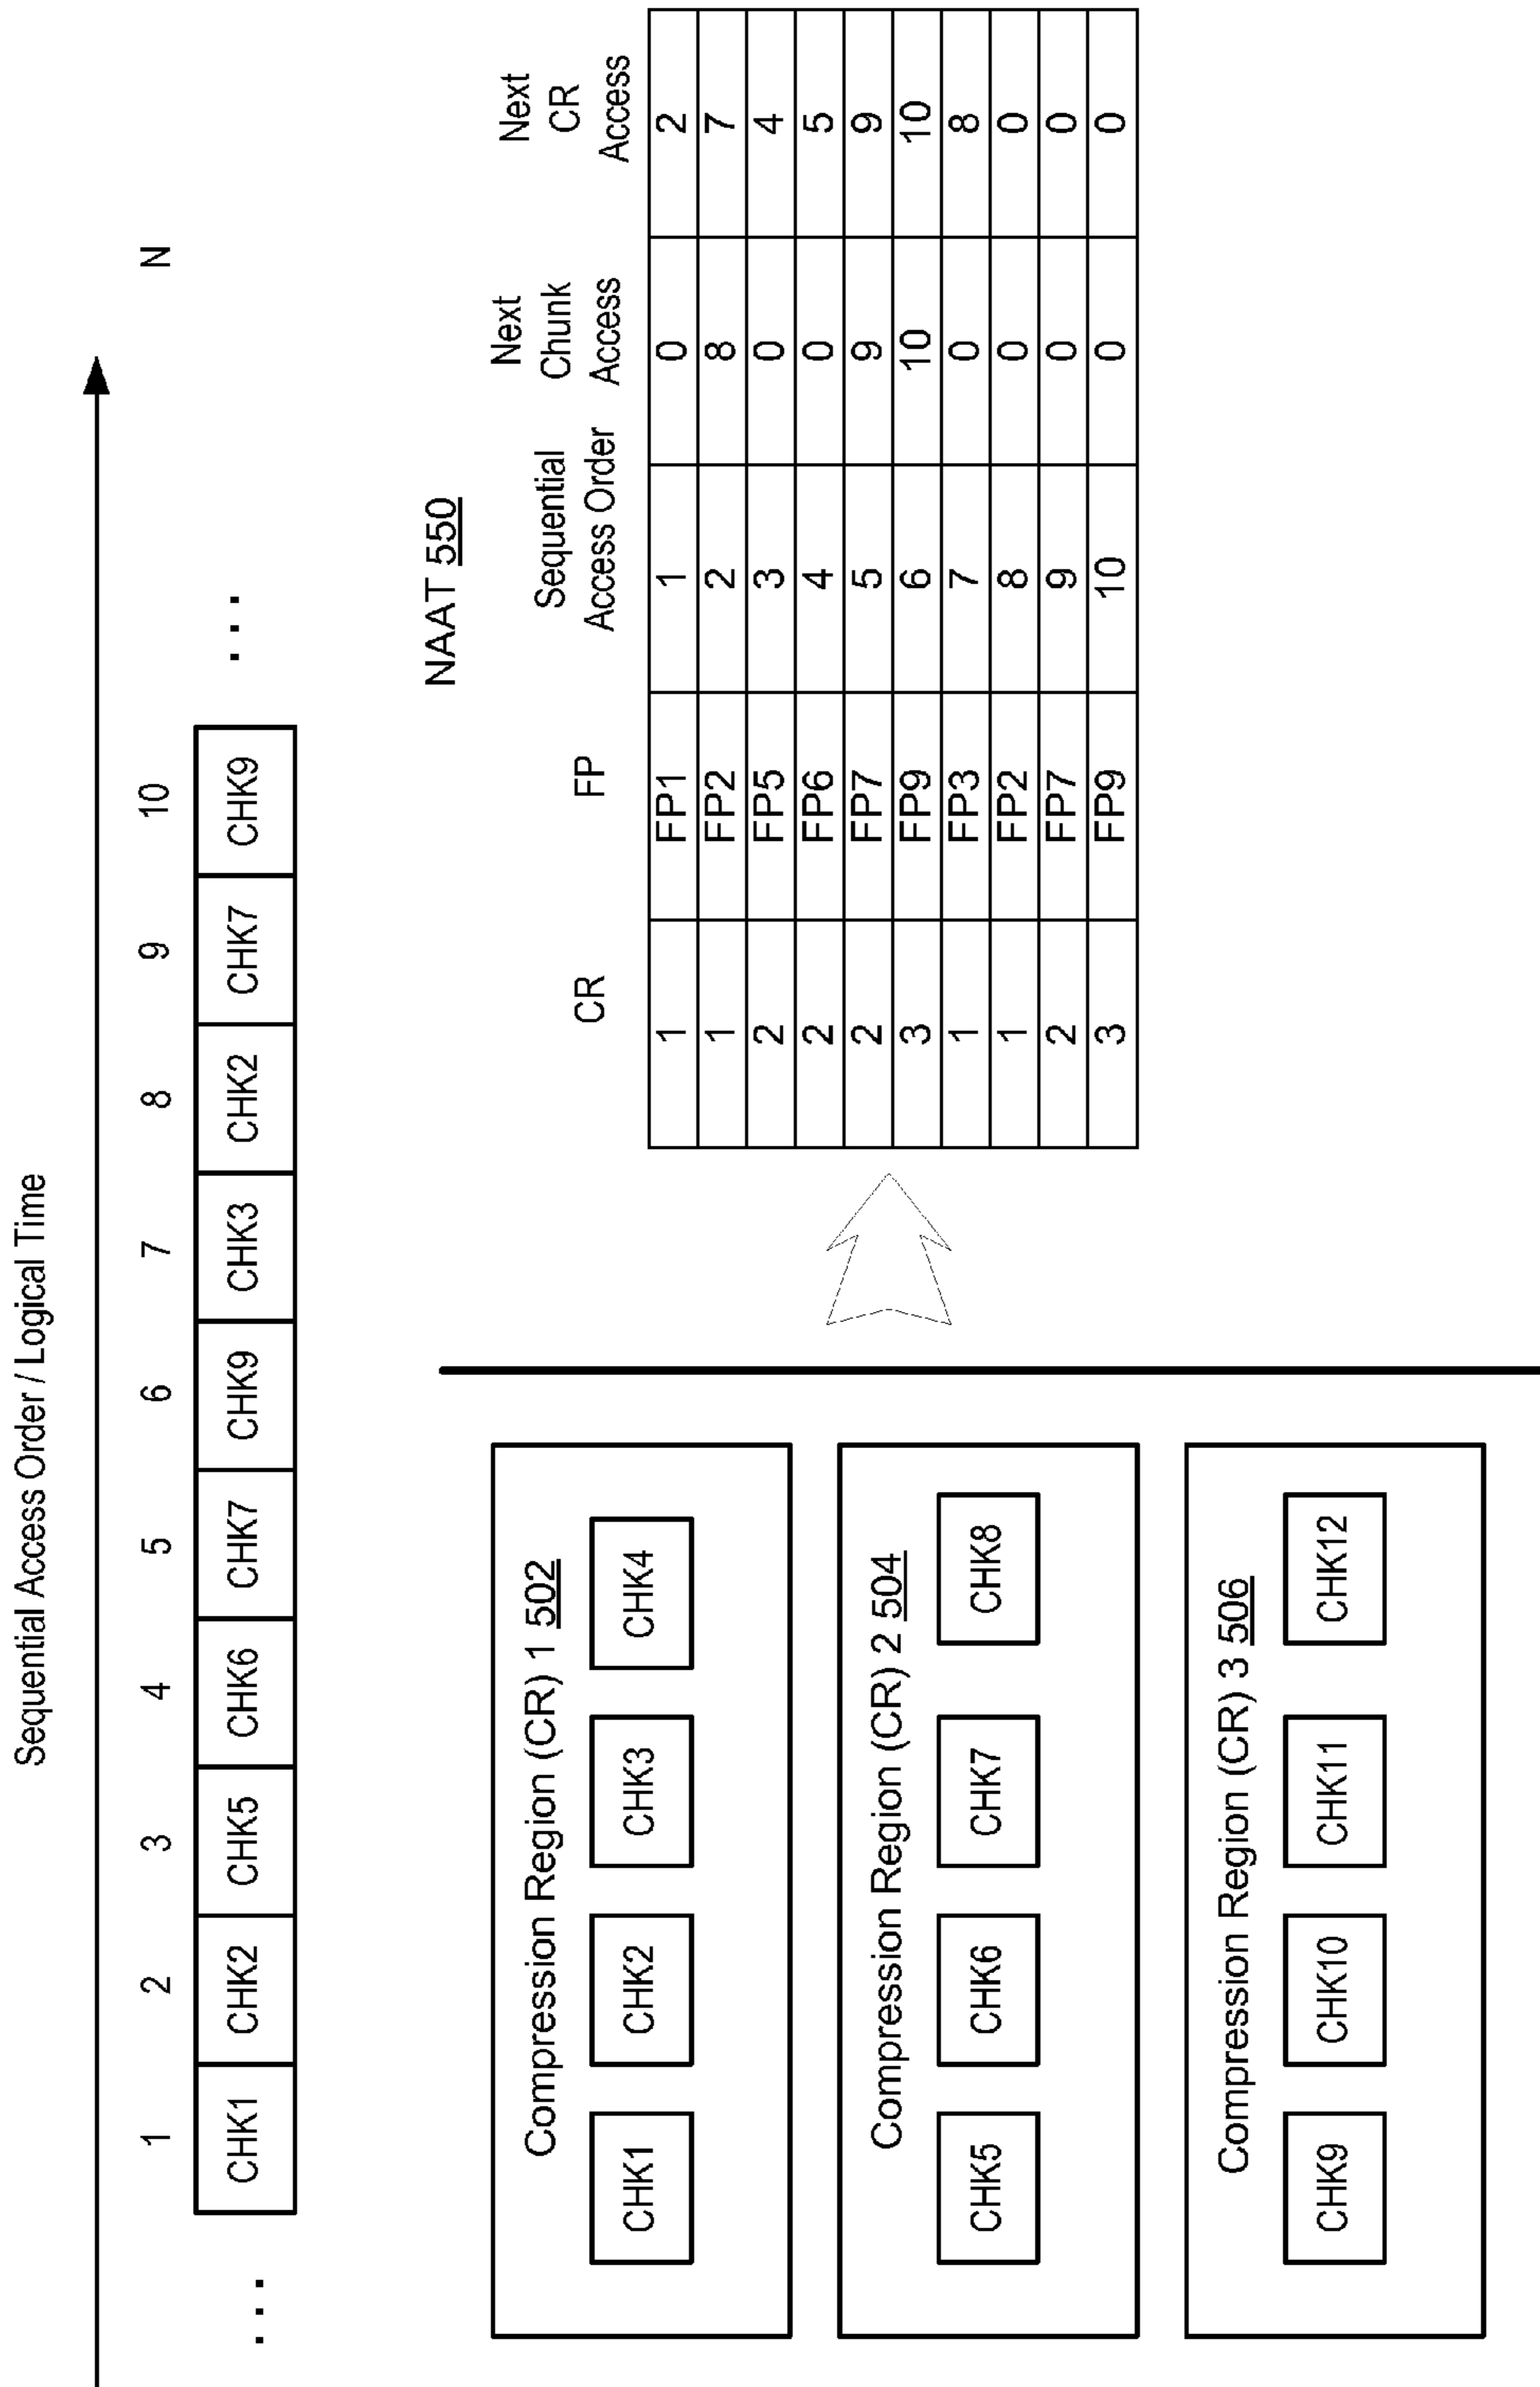 Sequential Access Order / Logical Time
1 2 3 4 5 6 7 8 9 10 N
... CHK1 CHK2 CHK5 CHK6 CHK7 CHK9 CHK3 CHK2 CHK7 CHK9 ...
Compression Region (CR) 1 502
CHK1 CHK2 CHK3 CHK4
Compression Region (CR) 2 504
CHK5 CHK6 CHK7 CHK8
Compression Region (CR) 3 506
CHK9 CHK10 CHK11 CHK12
NAAT 550
CR FP Sequential Access Order Next Chunk Access Next CR Access
1 FP1 1 0 2
1 FP2 2 8 7
2 FP5 3 0 4
2 FP6 4 0 5
2 FP7 5 9 9
3 FP9 6 10 10
1 FP3 7 0 8
1 FP2 8 0 0
2 FP7 9 0 0
3 FP9 10 0 0